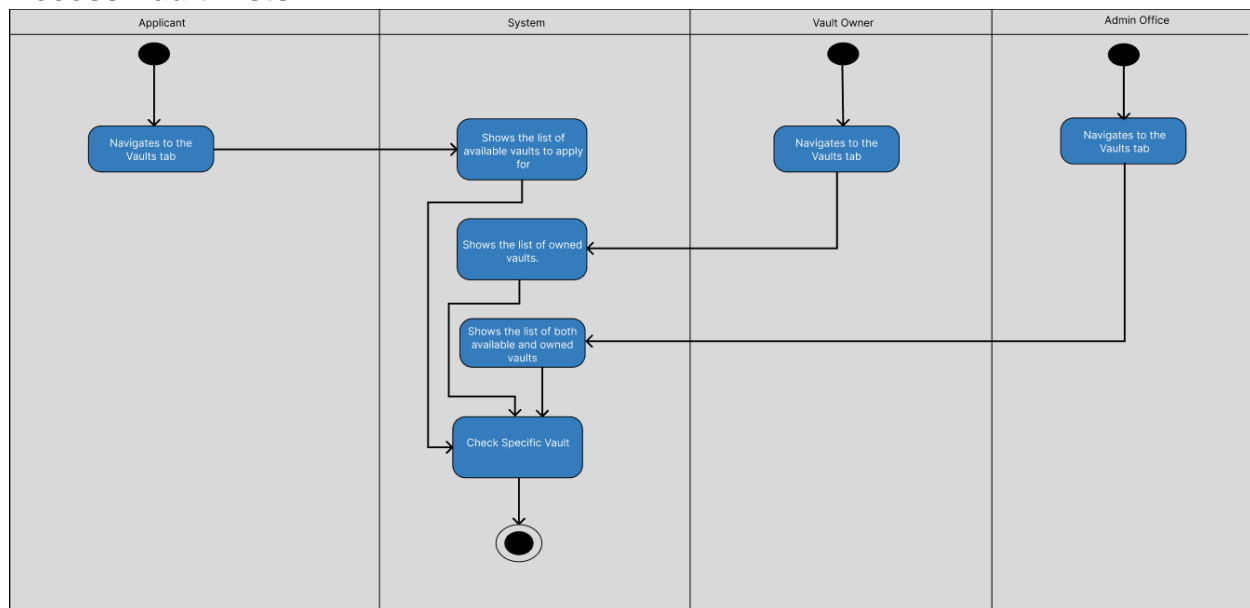 Applicant
System
Vault Owner
Admin Office
Navigates to the
Vaults tab
Shows the list of
available vaults to apply
for
Navigates to the
Vaults tab
Navigates to the
Vaults tab
Shows the list of owned
vaults.
Shows the list of both
available and owned
vaults
Check Specific Vault